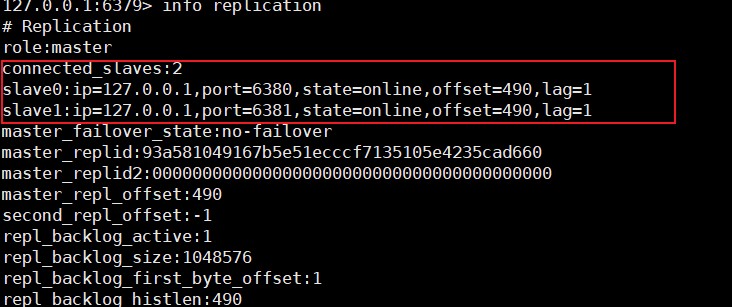 127.0.0.1:6379> info replication
# Replication
role:master
connected_slaves:2
slave0:ip=127.0.0.1,port=6380,state=online,offset=490,lag=1
slave1:ip=127.0.0.1,port=6381,state=online,offset=490,lag=1
master_failover_state:no-failover
master_replid:93a581049167b5e51ecccf7135105e4235cad660
master_replid2:0000000000000000000000000000000000000000
master_repl_offset:490
second_repl_offset:-1
repl_backlog_active:1
repl_backlog_size:1048576
repl_backlog_first_byte_offset:1
repl_backlog_histlen:490